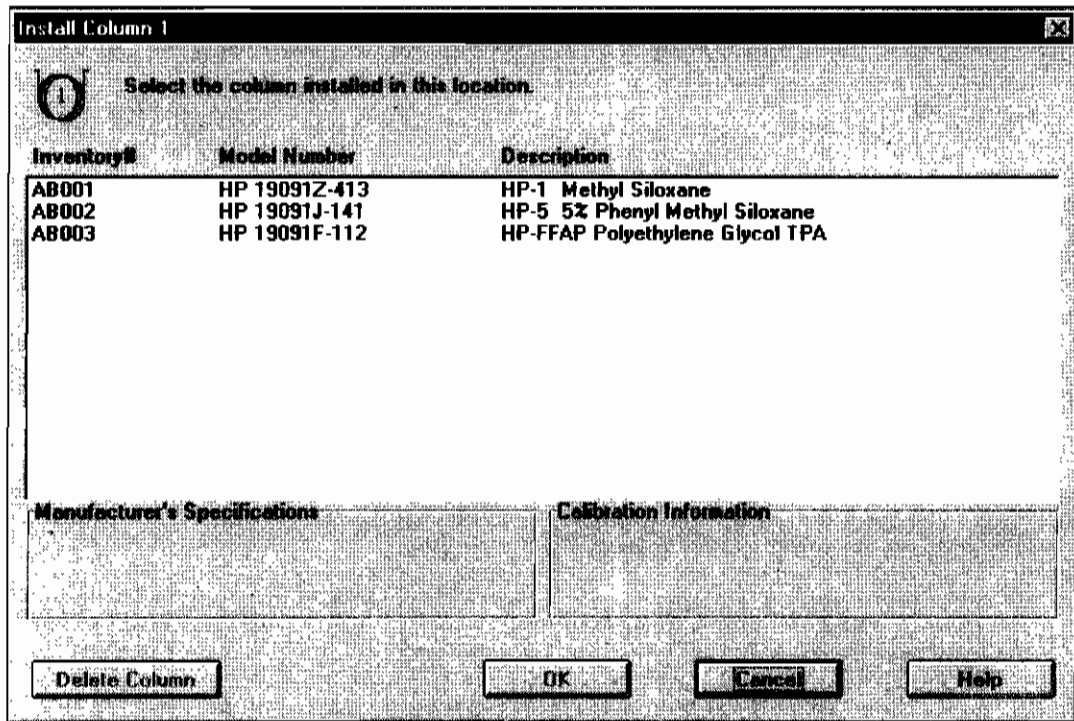 Install Column 1
1 Select the column installed in this location.
Inventory# Model Number Description
AB001 HP 19091Z-413 HP-1 Methyl Siloxane
AB002 HP 19091J-141 HP-5 5% Phenyl Methyl Siloxane
AB003 HP 19091F-112 HP-FFAP Polyethylene Glycol TPA
Manufacturer's Specifications Calibration Information
Delete Column OK Cancel Help